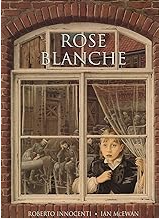 ROSE
BLANCHE
ROBERTO INNOCENTI • IAN McEWAN